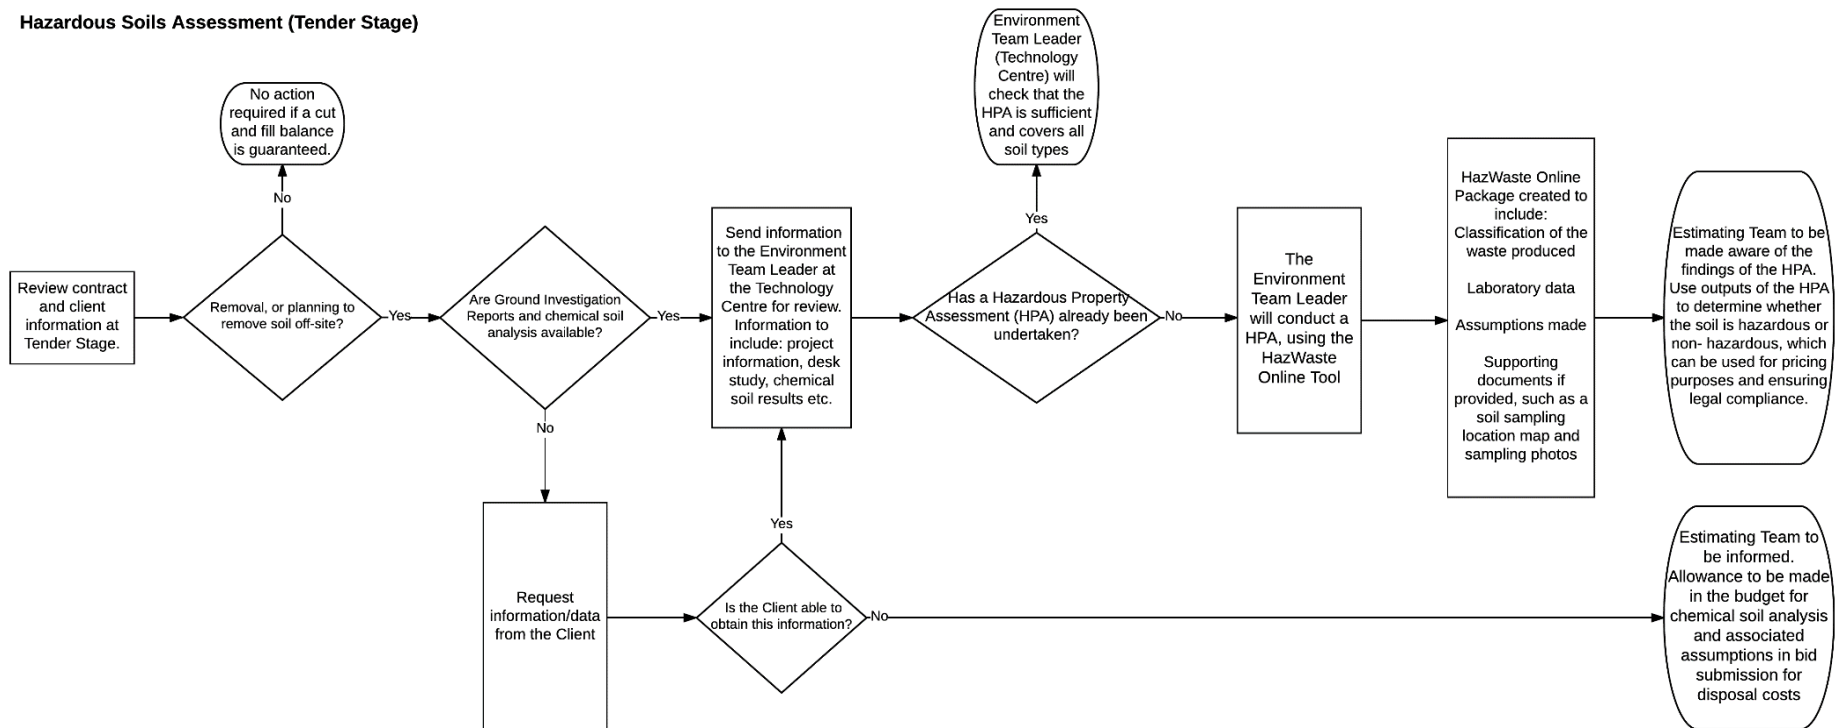 Hazardous Soils Assessment (Tender Stage)
No action
required if a cut
and fill balance
is guaranteed.
No
Review contract
and client
information at
Tender Stage.
Removal, or planning to
remove soil off-site?
Yes
Are Ground Investigation
Reports and chemical soil
analysis available?
Yes
No
Request
information/data
from the Client
Send information
to the Environment
Team Leader at
the Technology
Centre for review.
Information to
include: project
information, desk
study, chemical
soil results etc.
Yes
Is the Client able to
obtain this information?
No
Environment
Team Leader
(Technology
Centre) will
check that the
HPA is sufficient
and covers all
soil types
Yes
Has a Hazardous Property
Assessment (HPA) already been
undertaken?
No
The
Environment
Team Leader
will conduct a
HPA, using the
HazWaste
Online Tool
HazWaste Online
Package created to
include:
Classification of the
waste produced
Laboratory data
Assumptions made
Supporting
documents if
provided, such as a
soil sampling
location map and
sampling photos
Estimating Team to be
made aware of the
findings of the HPA.
Use outputs of the HPA
to determine whether
the soil is hazardous or
non- hazardous, which
can be used for pricing
purposes and ensuring
legal compliance.
Estimating Team to
be informed.
Allowance to be made
in the budget for
chemical soil analysis
and associated
assumptions in bid
submission for
disposal costs